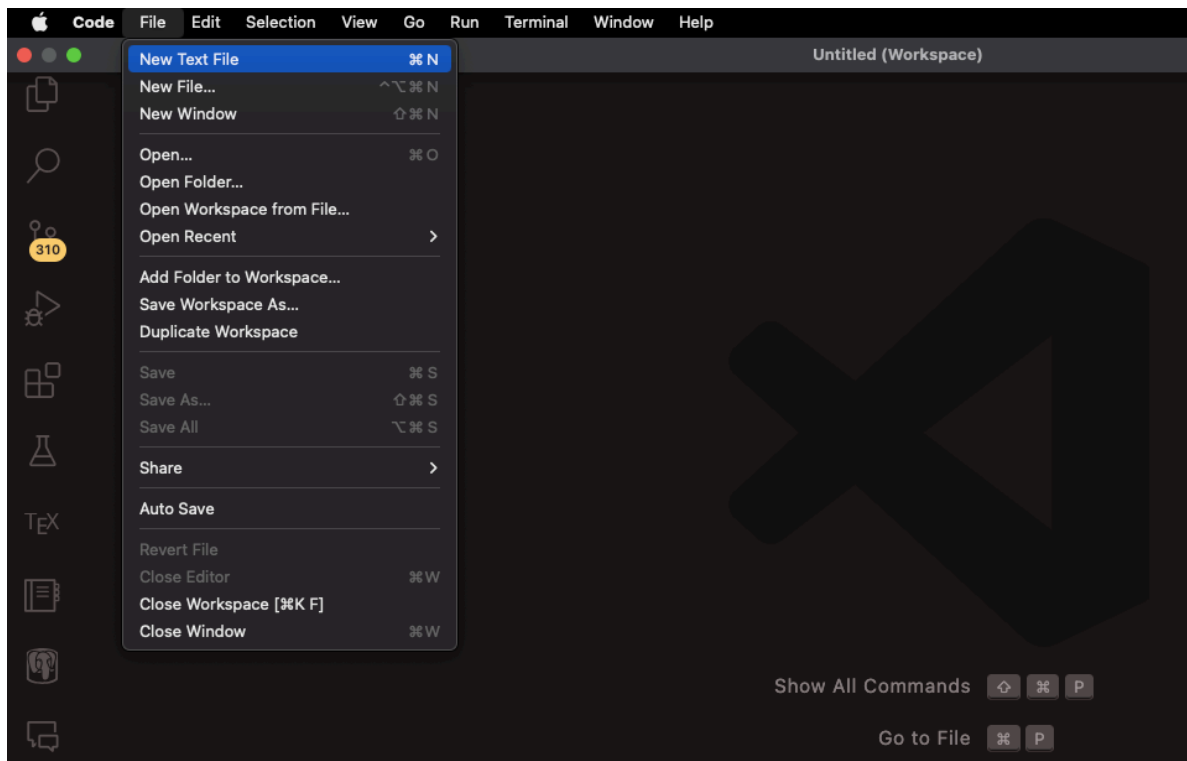 Code File Edit Selection View Go Run Terminal Window Help
Untitled (Workspace)
New Text File ⌘ N
New File... ⌃⌥⌘ N
New Window ⇧⌘ N
Open... ⌘ O
Open Folder...
Open Workspace from File...
Open Recent >
310
Add Folder to Workspace...
Save Workspace As...
Duplicate Workspace
Save ⌘ S
Save As... ⇧⌘ S
Save All ⌥⌘ S
Share >
Auto Save
TEX
Revert File
Close Editor ⌘W
Close Workspace [⌘K F]
Close Window ⌘W
Show All Commands ⇧ ⌘ P
Go to File ⌘ P